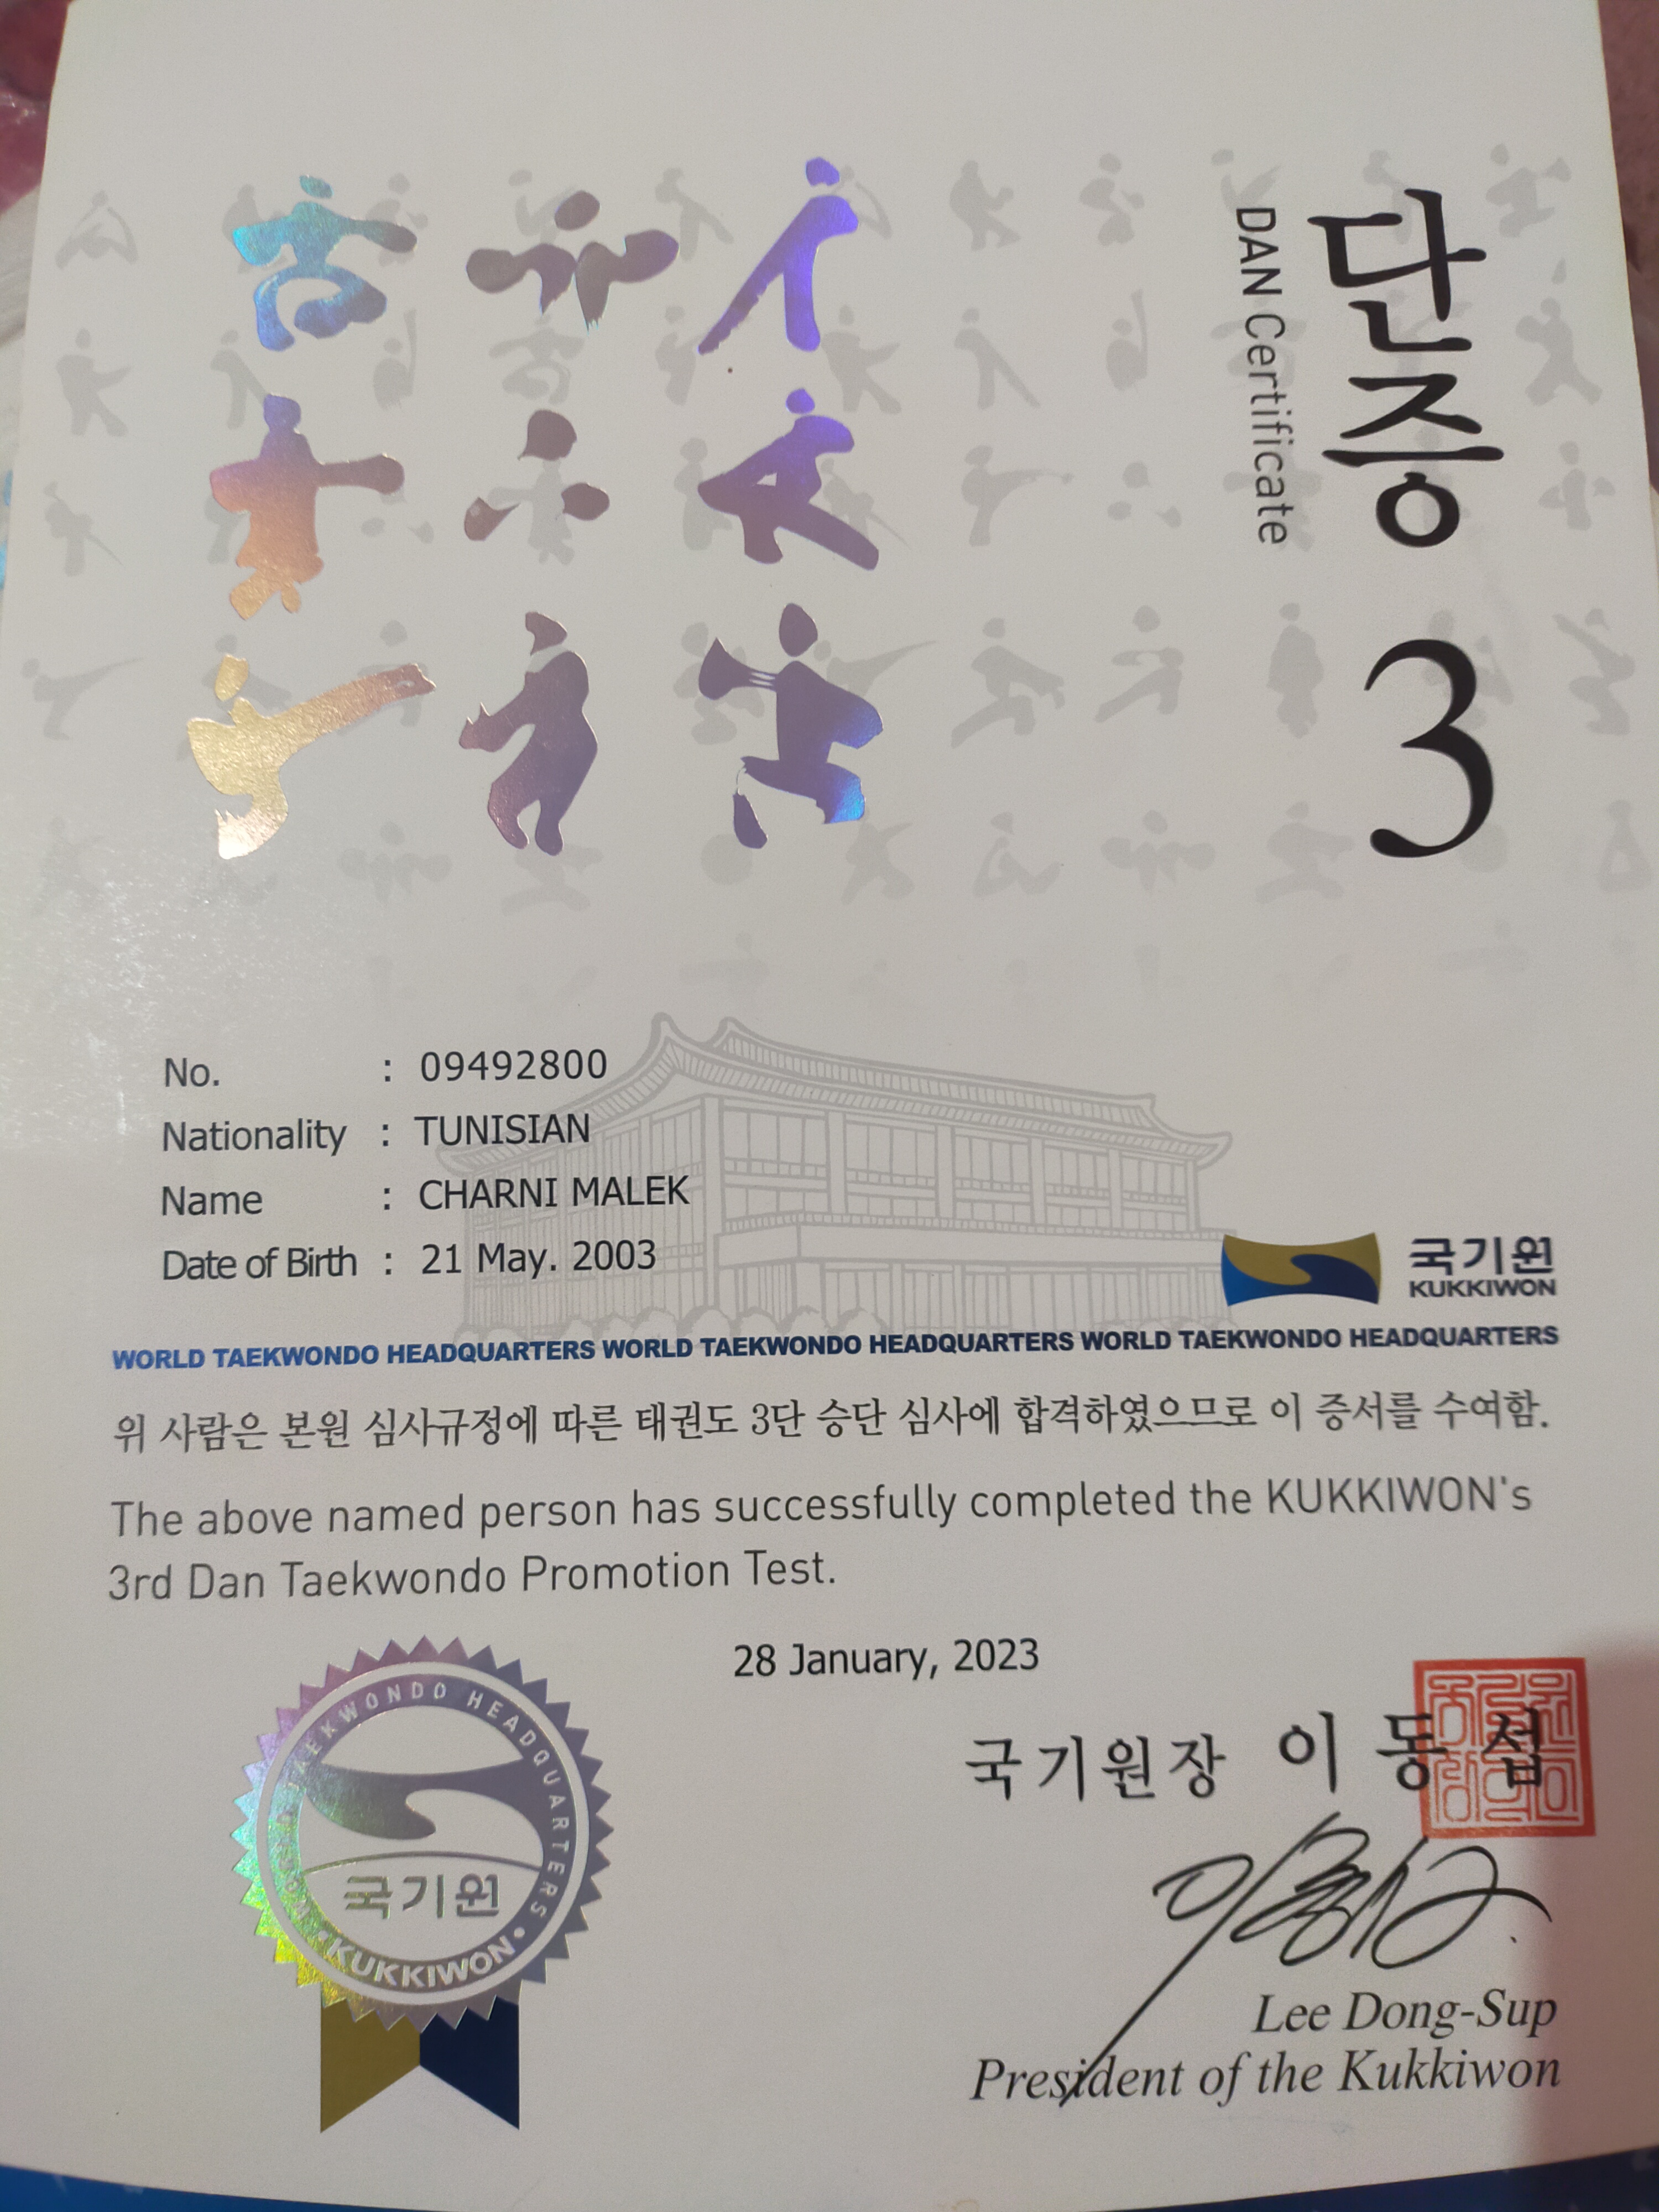 단증 3
DAN Certificate
No. : 09492800
Nationality : TUNISIAN
Name : CHARNI MALEK
Date of Birth : 21 May. 2003
국기원
KUKKIWON
WORLD TAEKWONDO HEADQUARTERS WORLD TAEKWONDO HEADQUARTERS WORLD TAEKWONDO HEADQUARTERS
위 사람은 본원 심사규정에 따른 태권도 3단 승단 심사에 합격하였으므로 이 증서를 수여함.
The above named person has successfully completed the KUKKIWON's
3rd Dan Taekwondo Promotion Test.
28 January, 2023
WORLD TAEKWONDO HEADQUARTERS
국기원
KUKKIWON
국기원장 이동섭
Lee Dong-Sup
President of the Kukkiwon